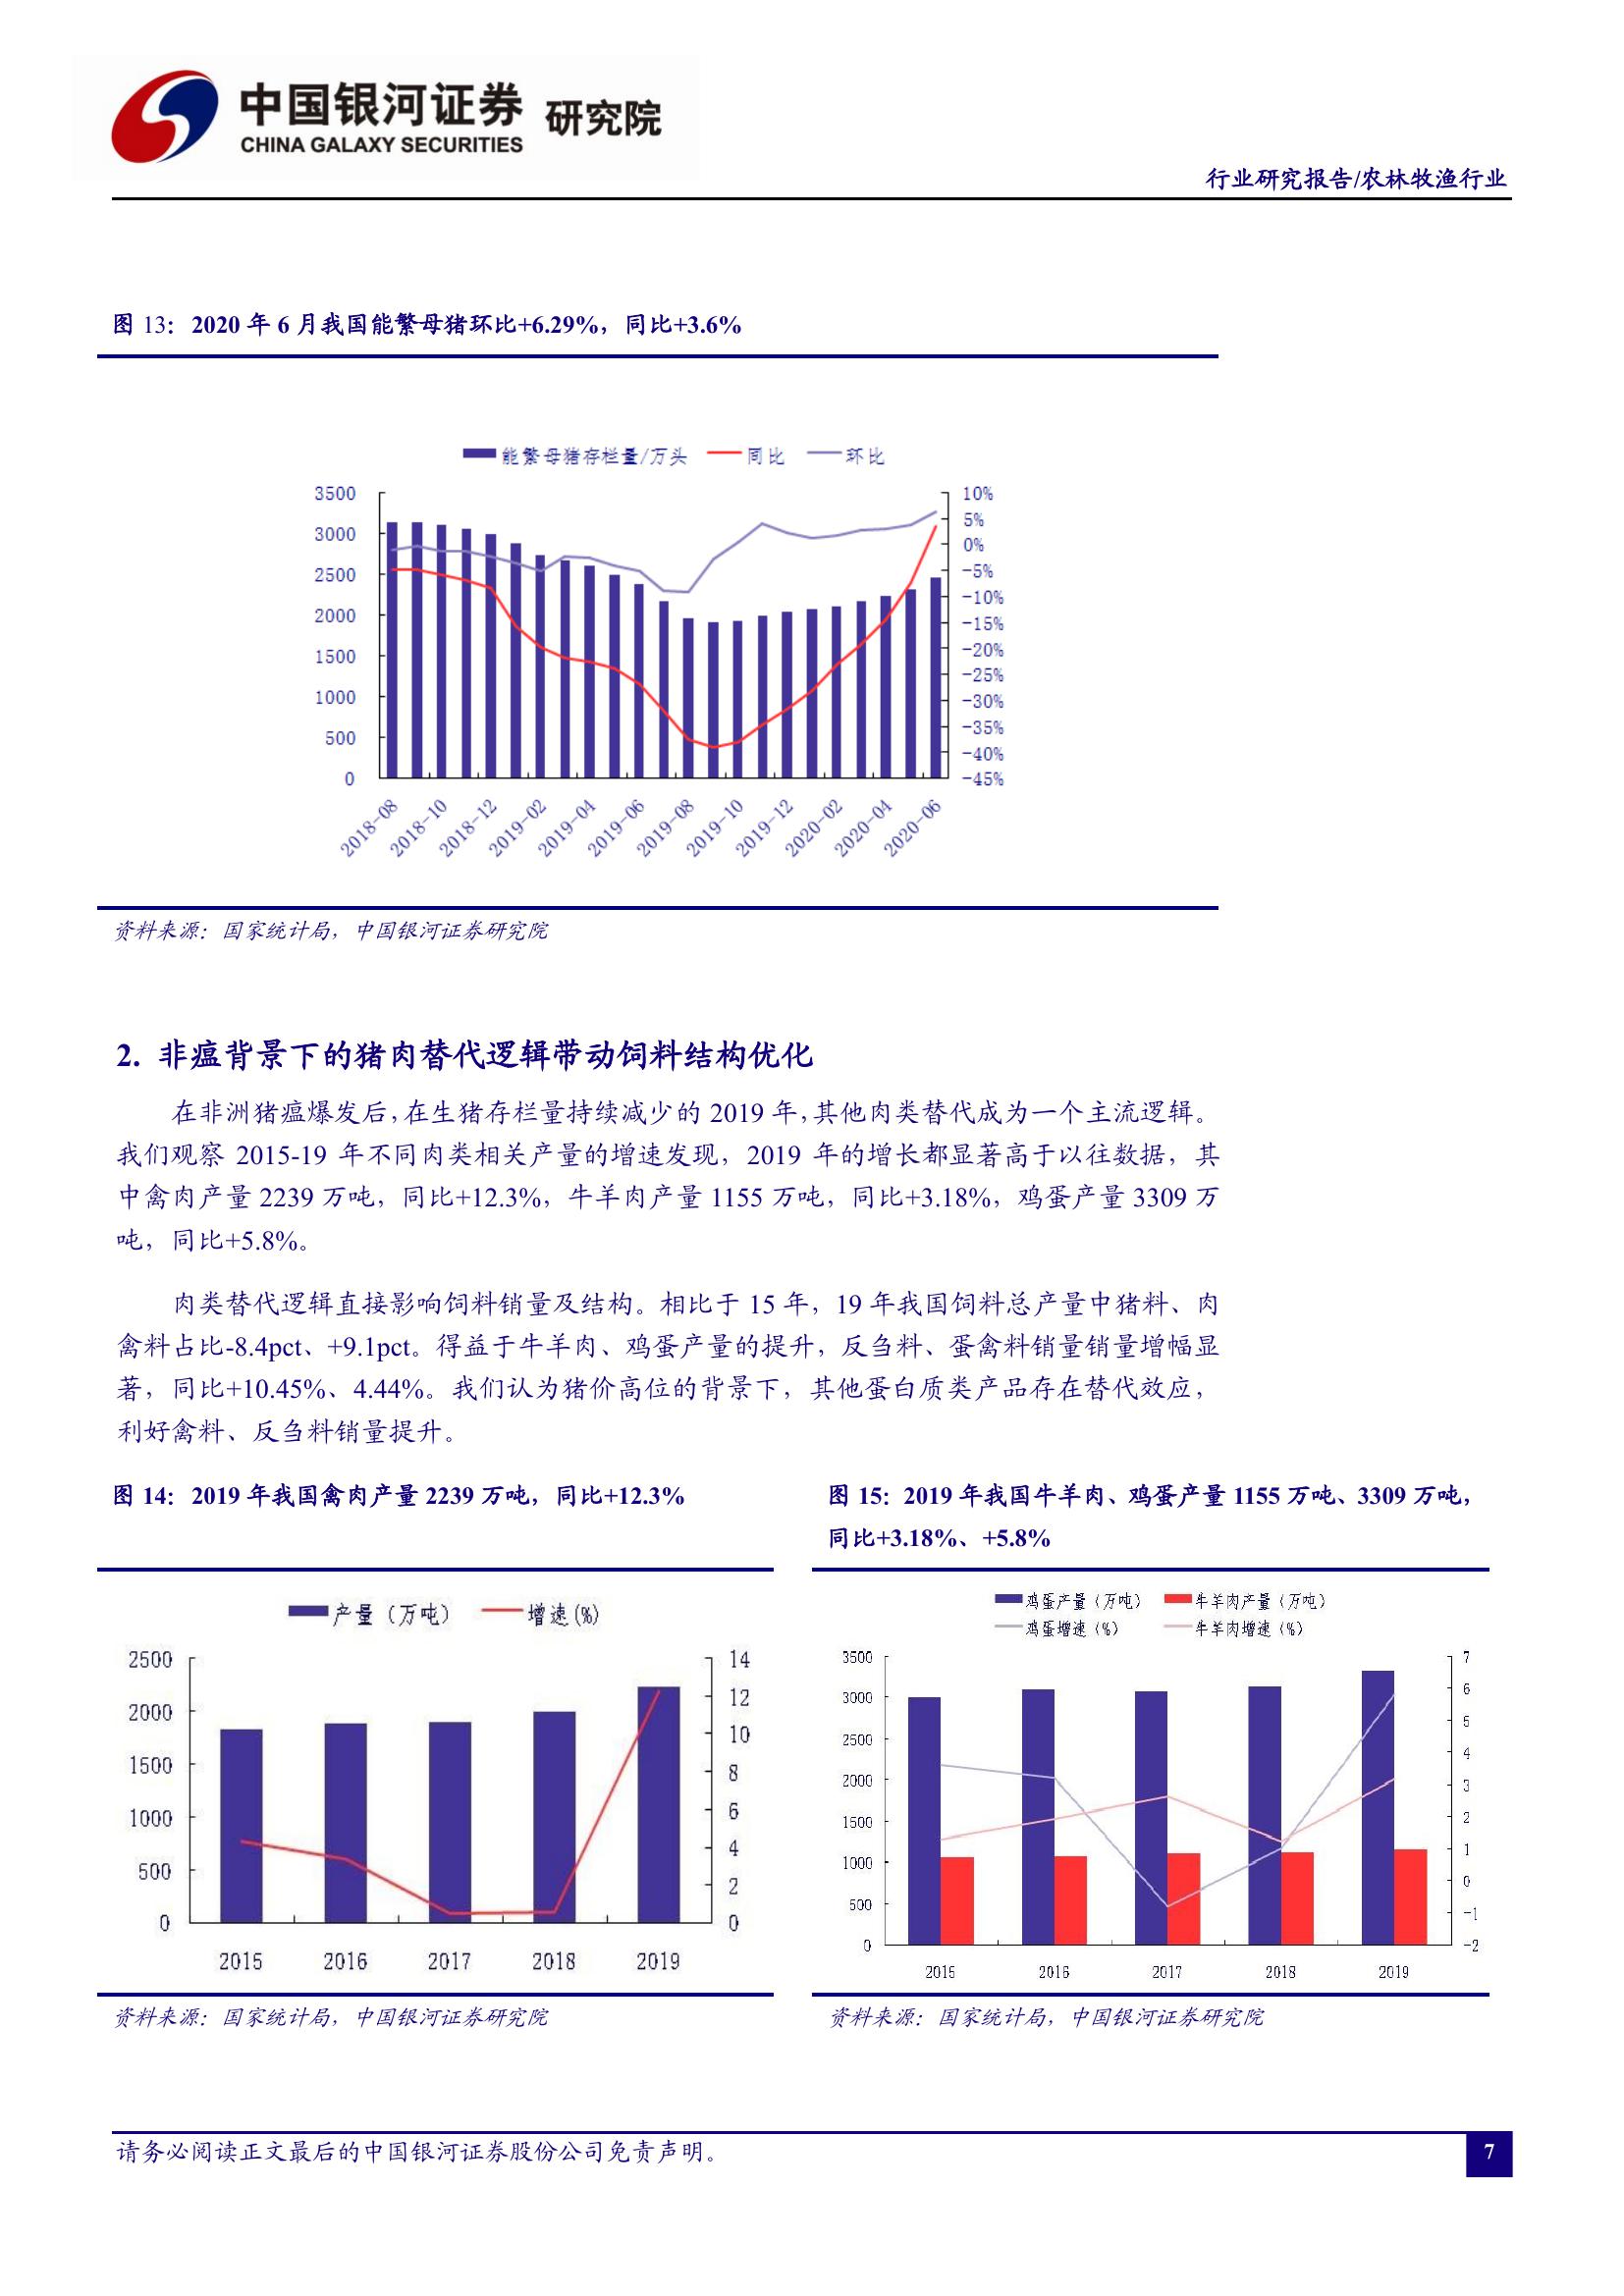 中国银河证券 研究院
CHINA GALAXY SECURITIES
行业研究报告/农林牧渔行业
图 13：2020 年 6 月我国能繁母猪环比+6.29%，同比+3.6%
能繁母猪存栏量/万头 同比 环比
3500 10%
3000 5%
2500 0%
2000 -5%
1500 -10%
1000 -15%
500 -20%
0 -25%
-30%
-35%
-40%
-45%
2018-08 2018-10 2018-12 2019-02 2019-04 2019-06 2019-08 2019-10 2019-12 2020-02 2020-04 2020-06
资料来源：国家统计局，中国银河证券研究院
2. 非瘟背景下的猪肉替代逻辑带动饲料结构优化
在非洲猪瘟爆发后，在生猪存栏量持续减少的 2019 年，其他肉类替代成为一个主流逻辑。
我们观察 2015-19 年不同肉类相关产量的增速发现，2019 年的增长都显著高于以往数据，其
中禽肉产量 2239 万吨，同比+12.3%，牛羊肉产量 1155 万吨，同比+3.18%，鸡蛋产量 3309 万
吨，同比+5.8%。
肉类替代逻辑直接影响饲料销量及结构。相比于 15 年，19 年我国饲料总产量中猪料、肉
禽料占比-8.4pct、+9.1pct。得益于牛羊肉、鸡蛋产量的提升，反刍料、蛋禽料销量销量增幅显
著，同比+10.45%、4.44%。我们认为猪价高位的背景下，其他蛋白质类产品存在替代效应，
利好禽料、反刍料销量提升。
图 14：2019 年我国禽肉产量 2239 万吨，同比+12.3%
产量（万吨） 增速(%)
2500 14
2000 12
1500 10
1000 8
500 6
0 4
2
0
2015 2016 2017 2018 2019
资料来源：国家统计局，中国银河证券研究院
图 15：2019 年我国牛羊肉、鸡蛋产量 1155 万吨、3309 万吨，
同比+3.18%、+5.8%
鸡蛋产量（万吨） 牛羊肉产量（万吨）
鸡蛋增速（%） 牛羊肉增速（%）
3500 7
3000 6
2500 5
2000 4
1500 3
1000 2
500 1
0 0
-1
-2
2015 2016 2017 2018 2019
资料来源：国家统计局，中国银河证券研究院
请务必阅读正文最后的中国银河证券股份公司免责声明。
7